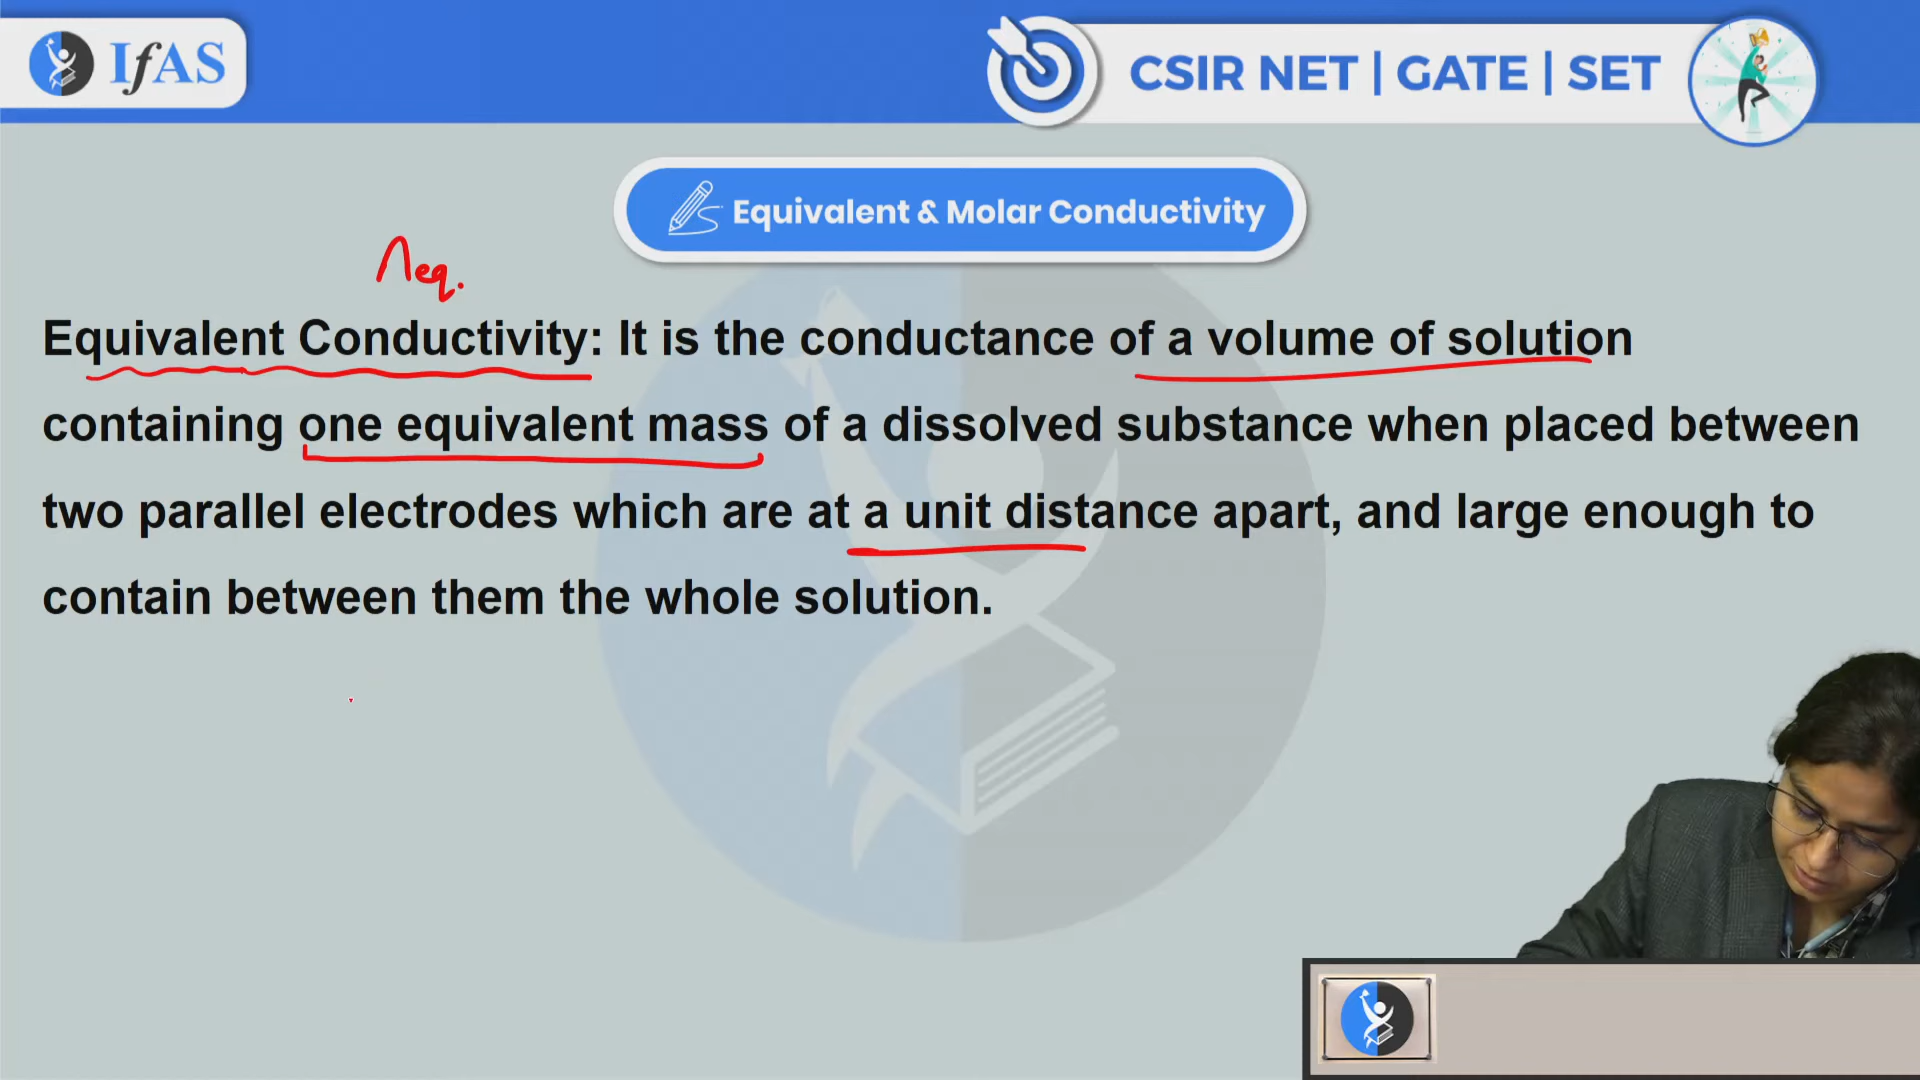 IfAS
CSIR NET | GATE | SET
Equivalent & Molar Conductivity
Λeq.
Equivalent Conductivity: It is the conductance of a volume of solution
containing one equivalent mass of a dissolved substance when placed between
two parallel electrodes which are at a unit distance apart, and large enough to
contain between them the whole solution.